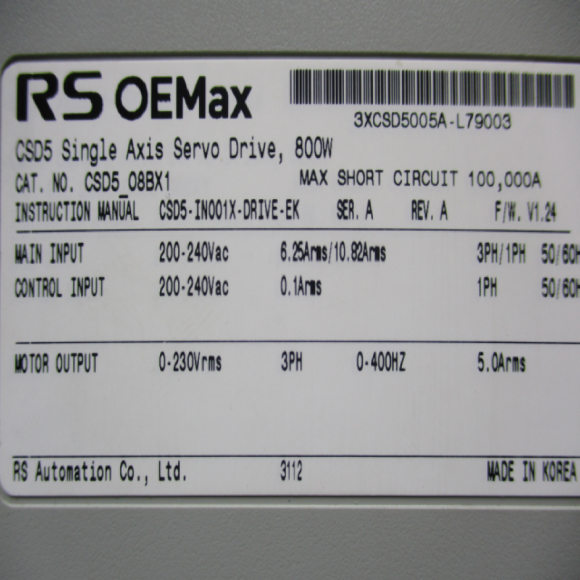 RS OEMax
3XCSD5005A-L79003
CSD5 Single Axis Servo Drive, 800W
CAT. NO. CSD5_08BX1 MAX SHORT CIRCUIT 100,000A
INSTRUCTION MANUAL CSD5-IN001X-DRIVE-EK SER. A REV. A F/W. V1.24
MAIN INPUT 200-240Vac 6.25Arms/10.82Arms 3PH/1PH 50/60H
CONTROL INPUT 200-240Vac 0.1Arms 1PH 50/60H
MOTOR OUTPUT 0-230Vrms 3PH 0-400HZ 5.0Arms
RS Automation Co., Ltd. 3112 MADE IN KOREA